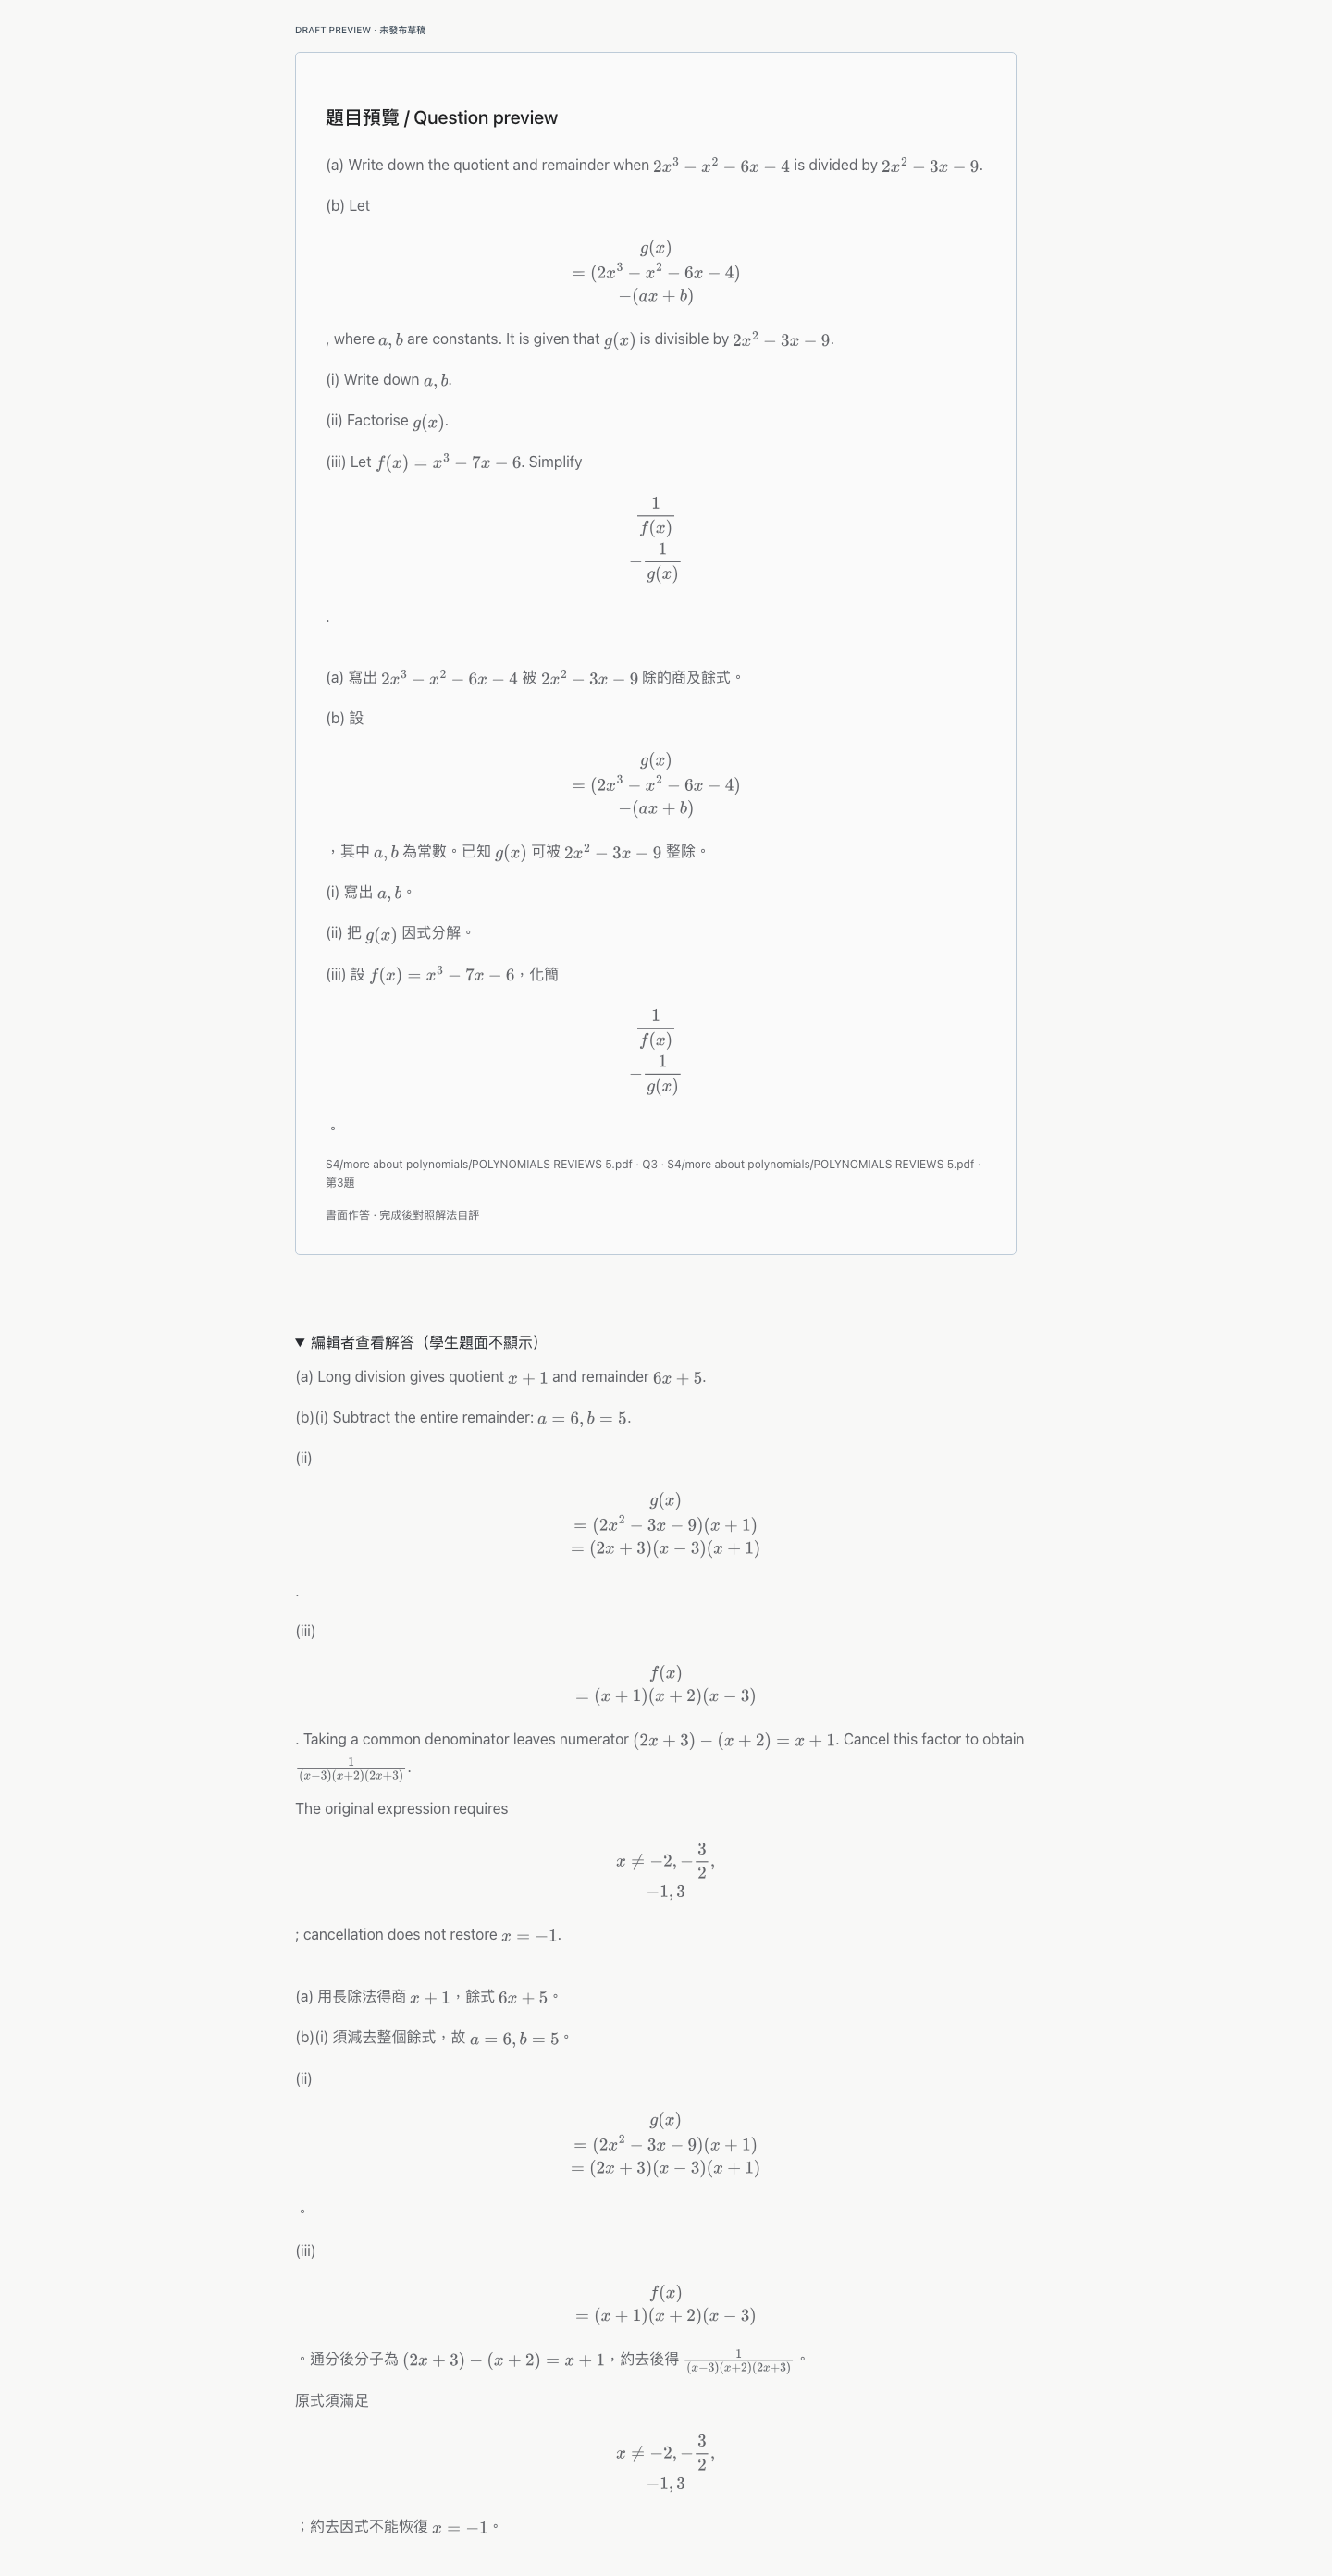 DRAFT PREVIEW · 未發布草稿
題目預覽 / Question preview
(a) Write down the quotient and remainder when 2x³ − x² − 6x − 4 is divided by 2x² − 3x − 9.
(b) Let
g(x)
= (2x³ − x² − 6x − 4)
−(ax + b)
, where a, b are constants. It is given that g(x) is divisible by 2x² − 3x − 9.
(i) Write down a, b.
(ii) Factorise g(x).
(iii) Let f(x) = x³ − 7x − 6. Simplify
1
f(x)
− 1
g(x)
.
(a) 寫出 2x³ − x² − 6x − 4 被 2x² − 3x − 9 除的商及餘式。
(b) 設
g(x)
= (2x³ − x² − 6x − 4)
−(ax + b)
，其中 a, b 為常數。已知 g(x) 可被 2x² − 3x − 9 整除。
(i) 寫出 a, b。
(ii) 把 g(x) 因式分解。
(iii) 設 f(x) = x³ − 7x − 6，化簡
1
f(x)
− 1
g(x)
。
S4/more about polynomials/POLYNOMIALS REVIEWS 5.pdf · Q3 · S4/more about polynomials/POLYNOMIALS REVIEWS 5.pdf ·
第3題
書面作答 · 完成後對照解法自評
▼ 編輯者查看解答（學生題面不顯示）
(a) Long division gives quotient x + 1 and remainder 6x + 5.
(b)(i) Subtract the entire remainder: a = 6, b = 5.
(ii)
g(x)
= (2x² − 3x − 9)(x + 1)
= (2x + 3)(x − 3)(x + 1)
.
(iii)
f(x)
= (x + 1)(x + 2)(x − 3)
. Taking a common denominator leaves numerator (2x + 3) − (x + 2) = x + 1. Cancel this factor to obtain
1/((x−3)(x+2)(2x+3)).
The original expression requires
x ≠ −2, −3/2,
−1, 3
; cancellation does not restore x = −1.
(a) 用長除法得商 x + 1，餘式 6x + 5。
(b)(i) 須減去整個餘式，故 a = 6, b = 5。
(ii)
g(x)
= (2x² − 3x − 9)(x + 1)
= (2x + 3)(x − 3)(x + 1)
。
(iii)
f(x)
= (x + 1)(x + 2)(x − 3)
。通分後分子為 (2x + 3) − (x + 2) = x + 1，約去後得 1/((x−3)(x+2)(2x+3))。
原式須滿足
x ≠ −2, −3/2,
−1, 3
；約去因式不能恢復 x = −1。